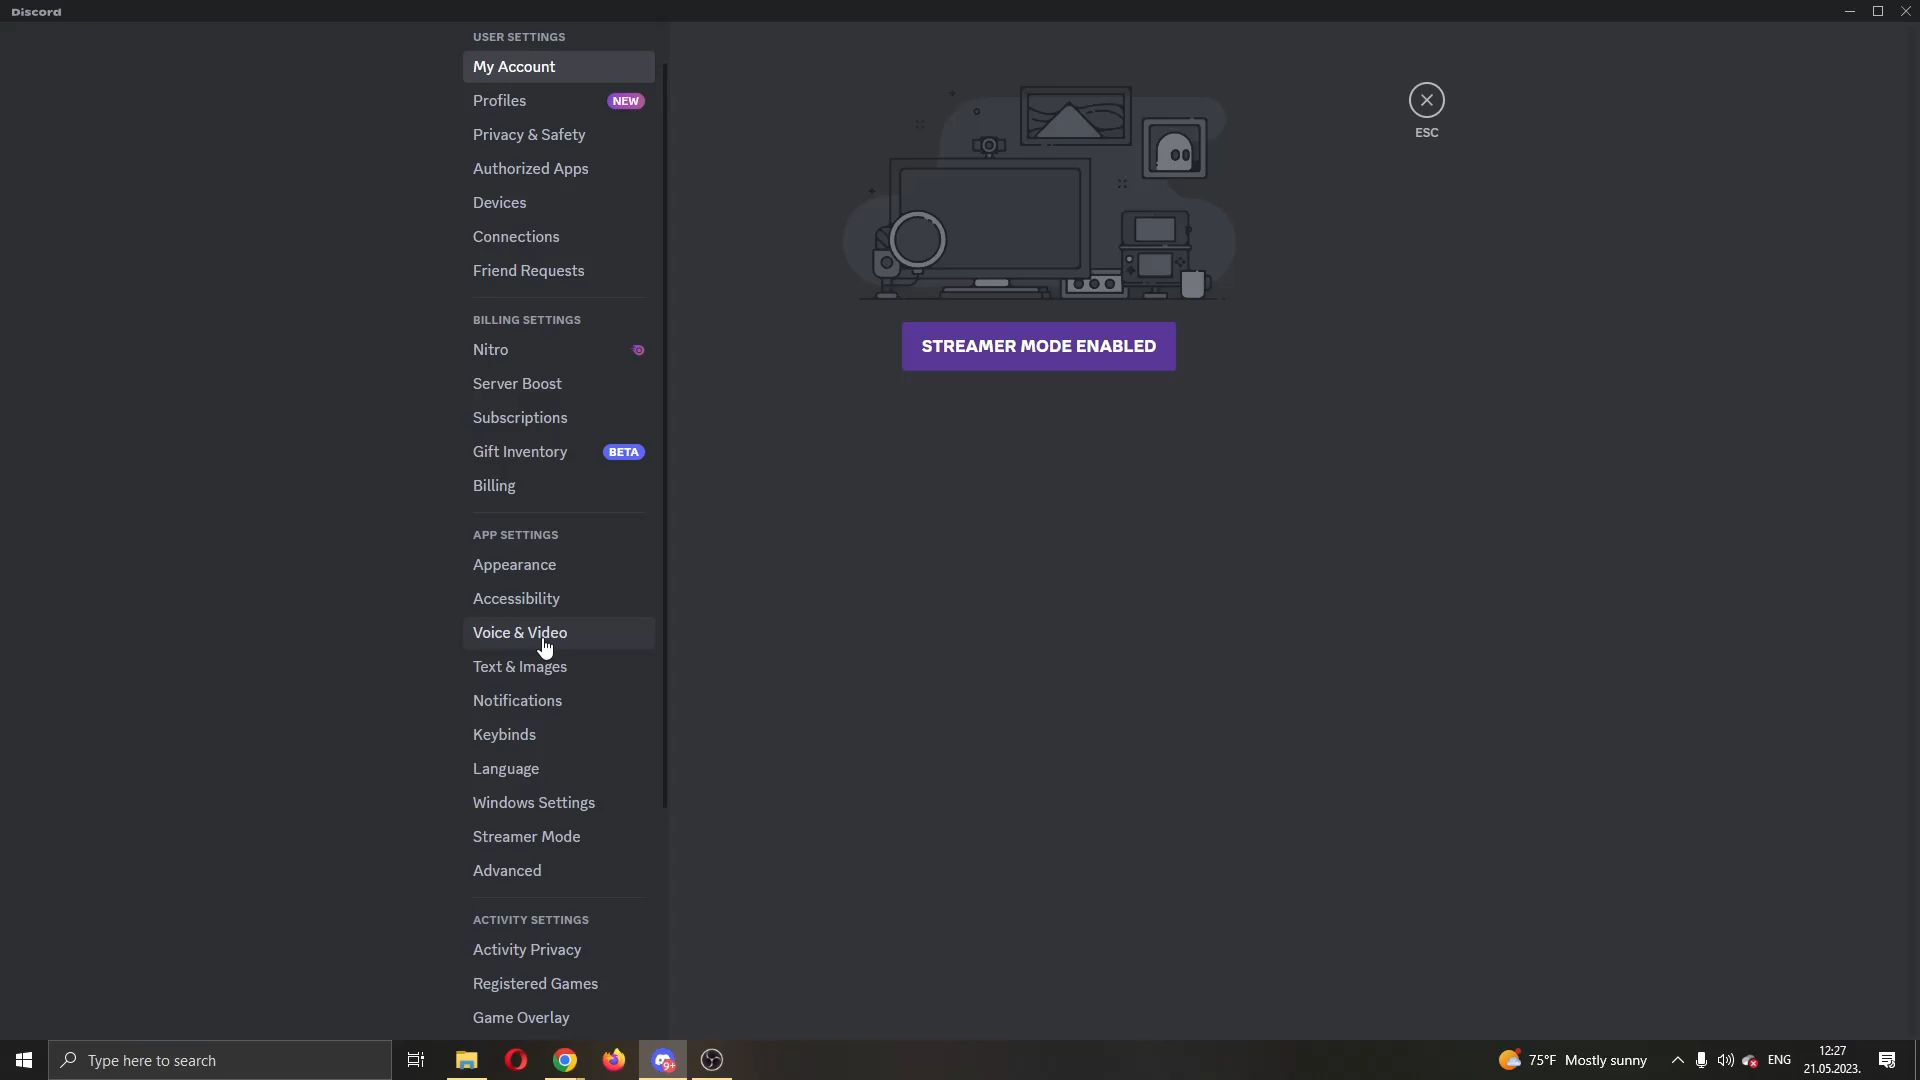 Discord
USER SETTINGS
My Account
Profiles NEW
Privacy & Safety
Authorized Apps
Devices
Connections
Friend Requests
BILLING SETTINGS
Nitro
Server Boost
Subscriptions
Gift Inventory BETA
Billing
APP SETTINGS
Appearance
Accessibility
Voice & Video
Text & Images
Notifications
Keybinds
Language
Windows Settings
Streamer Mode
Advanced
ACTIVITY SETTINGS
Activity Privacy
Registered Games
Game Overlay
ESC
STREAMER MODE ENABLED
Type here to search
9+
75°F Mostly sunny
ENG
12:27
21.05.2023.